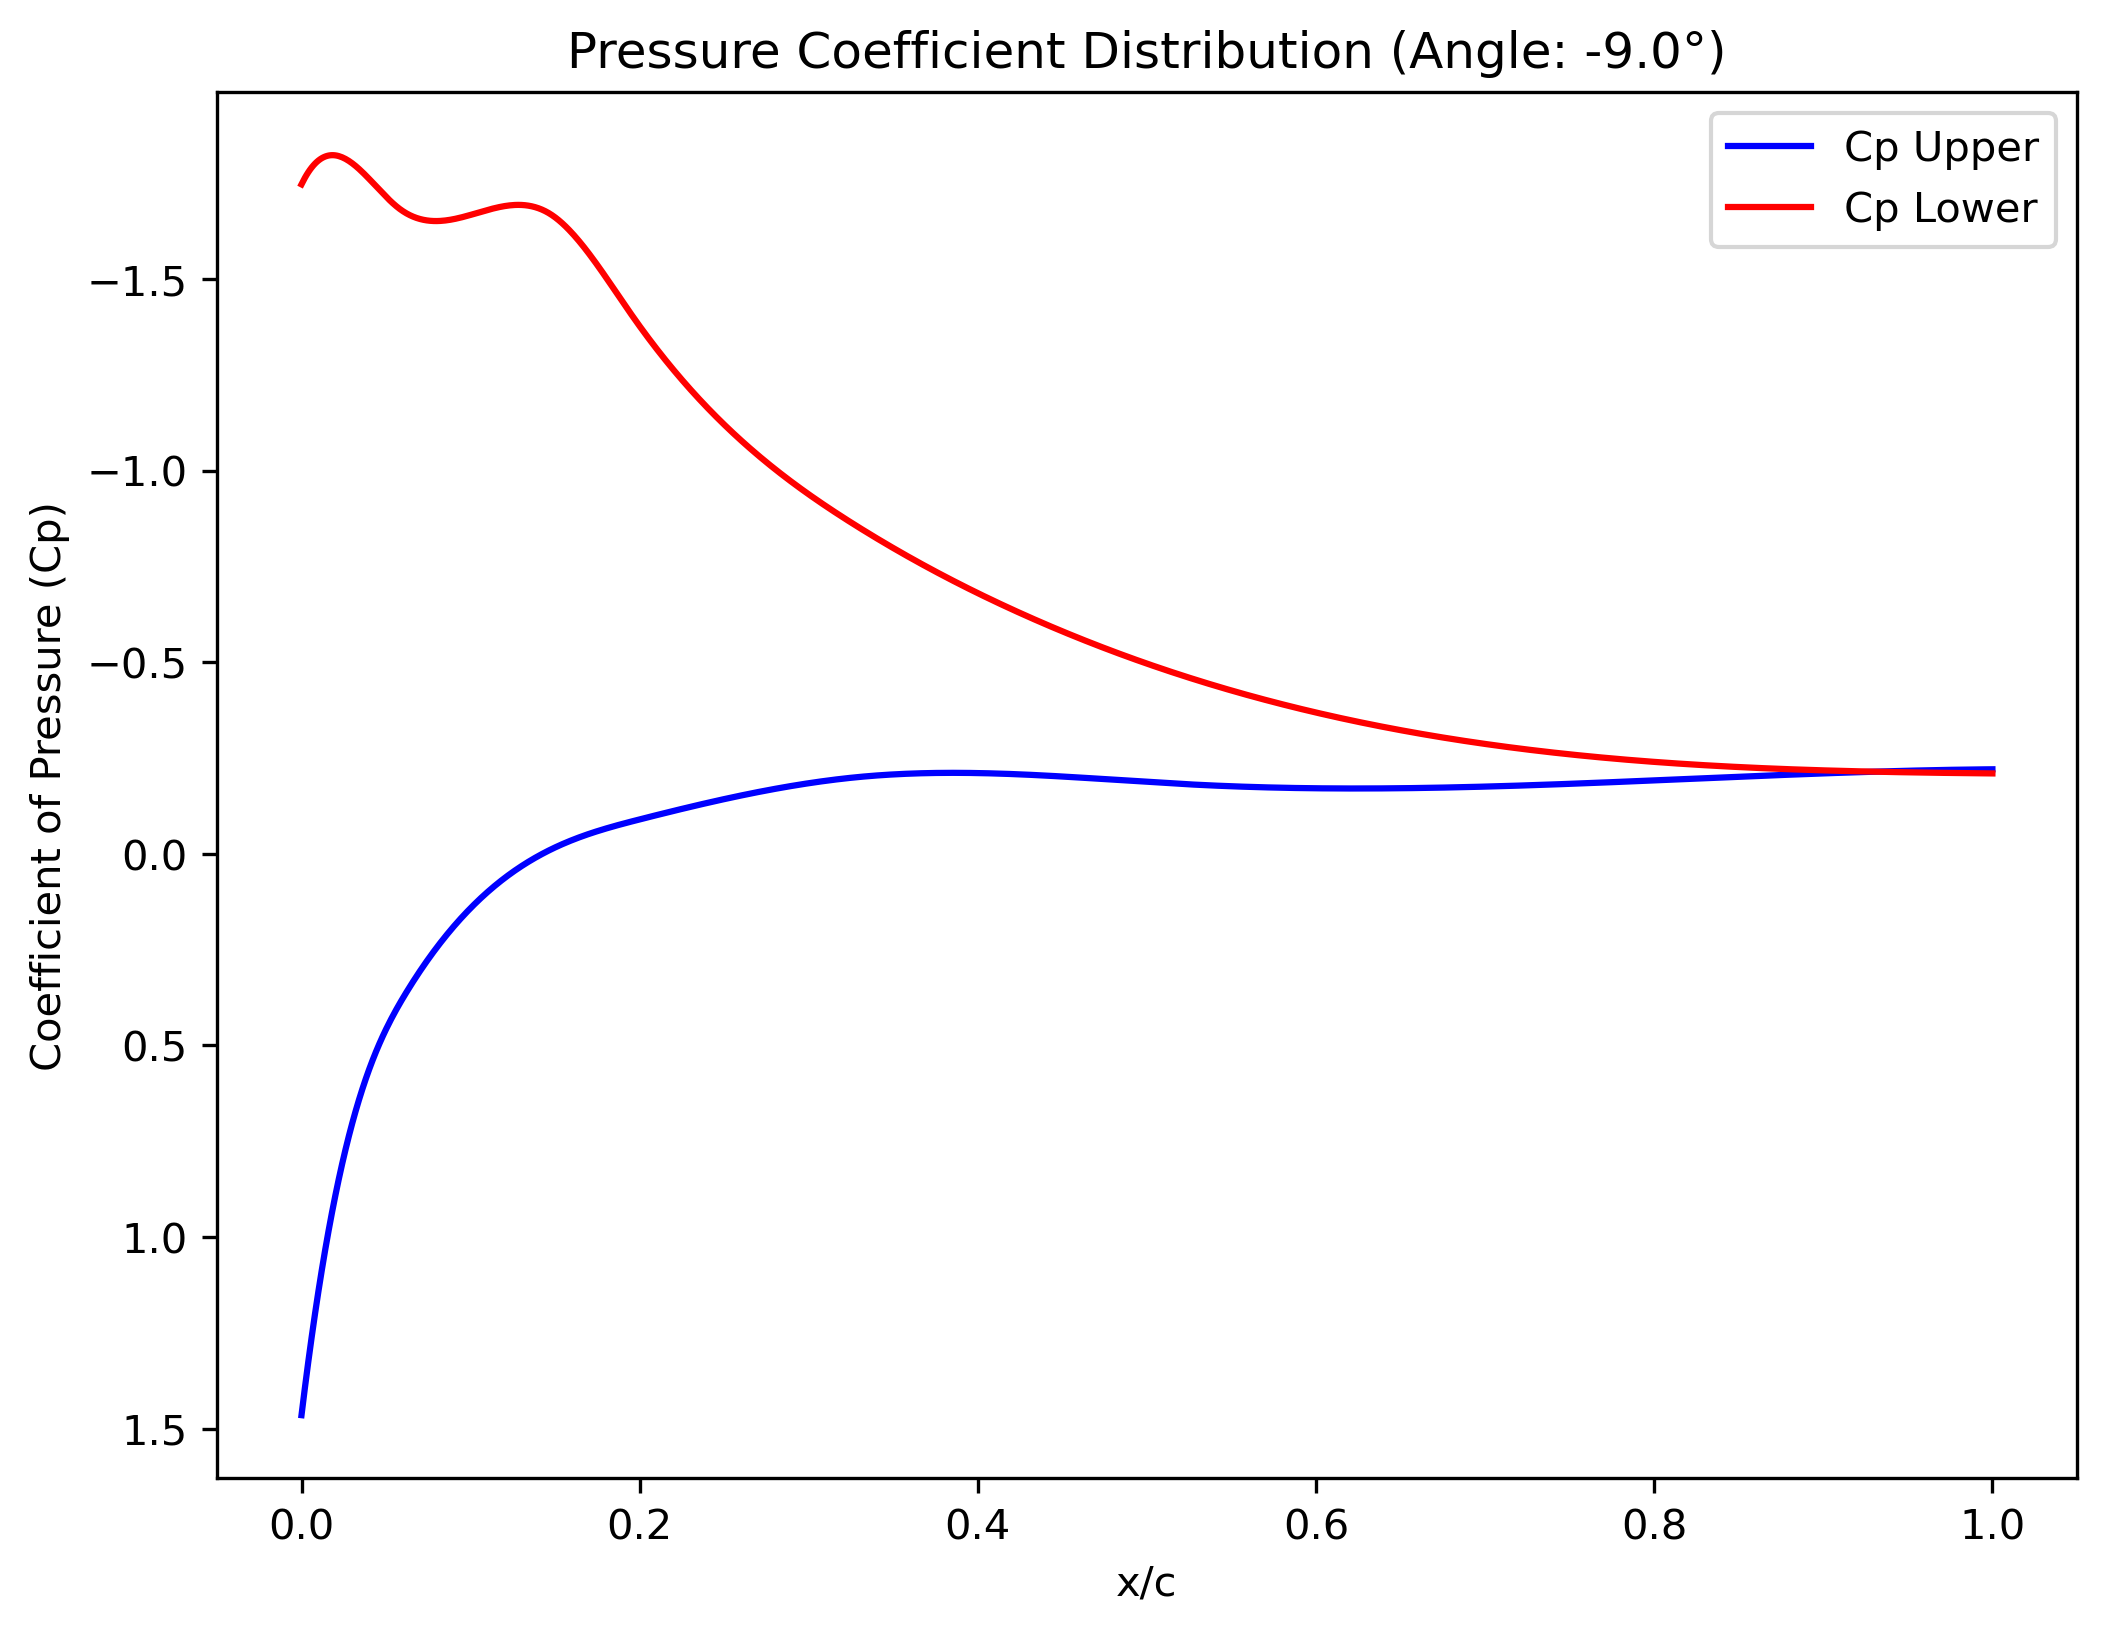 Pressure Coefficient Distribution (Angle: -9.0°)
Cp Upper
Cp Lower
Coefficient of Pressure (Cp)
−1.5
−1.0
−0.5
0.0
0.5
1.0
1.5
0.0 0.2 0.4 0.6 0.8 1.0
x/c